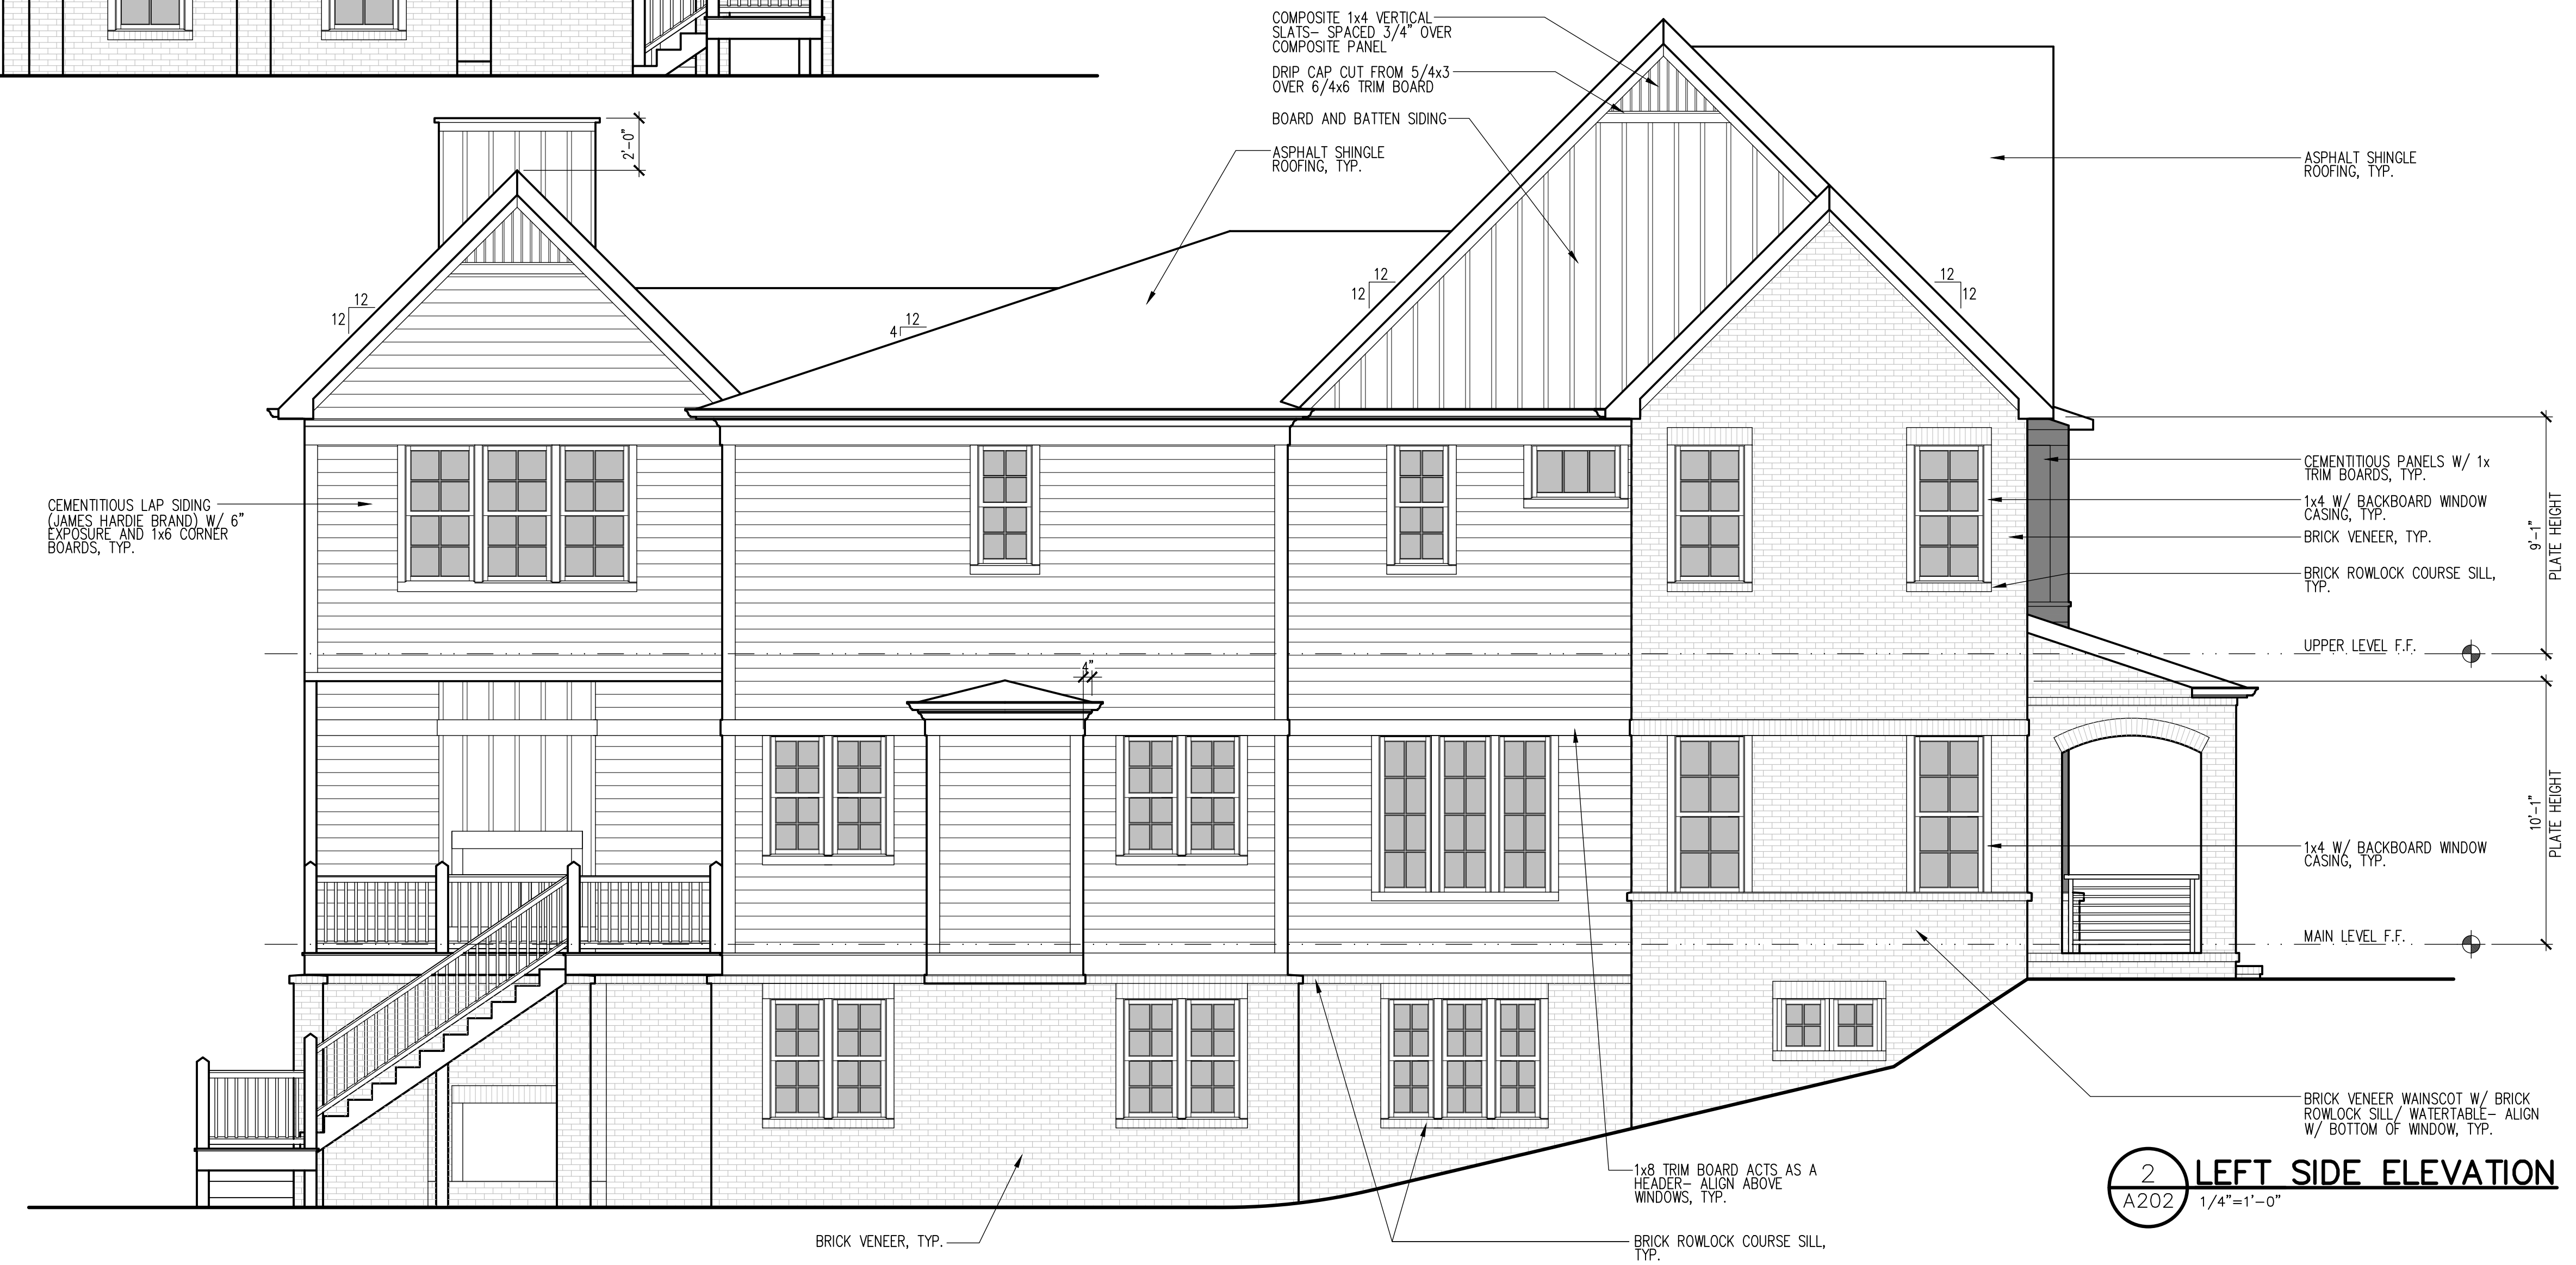 COMPOSITE 1x4 VERTICAL
SLATS– SPACED 3/4" OVER
COMPOSITE PANEL
DRIP CAP CUT FROM 5/4x3
OVER 6/4x6 TRIM BOARD
BOARD AND BATTEN SIDING
ASPHALT SHINGLE
ROOFING, TYP.
2'–0"
ASPHALT SHINGLE
ROOFING, TYP.
12
12
12
4
12
12
12
12
CEMENTITIOUS LAP SIDING
(JAMES HARDIE BRAND) W/ 6"
EXPOSURE AND 1x6 CORNER
BOARDS, TYP.
CEMENTITIOUS PANELS W/ 1x
TRIM BOARDS, TYP.
1x4 W/ BACKBOARD WINDOW
CASING, TYP.
BRICK VENEER, TYP.
BRICK ROWLOCK COURSE SILL,
TYP.
9'–1"
PLATE HEIGHT
UPPER LEVEL F.F.
4"
10'–1"
PLATE HEIGHT
1x4 W/ BACKBOARD WINDOW
CASING, TYP.
MAIN LEVEL F.F.
BRICK VENEER WAINSCOT W/ BRICK
ROWLOCK SILL/ WATERTABLE– ALIGN
W/ BOTTOM OF WINDOW, TYP.
1x8 TRIM BOARD ACTS AS A
HEADER– ALIGN ABOVE
WINDOWS, TYP.
BRICK VENEER, TYP.
BRICK ROWLOCK COURSE SILL,
TYP.
2
A202
LEFT SIDE ELEVATION
1/4"=1'–0"